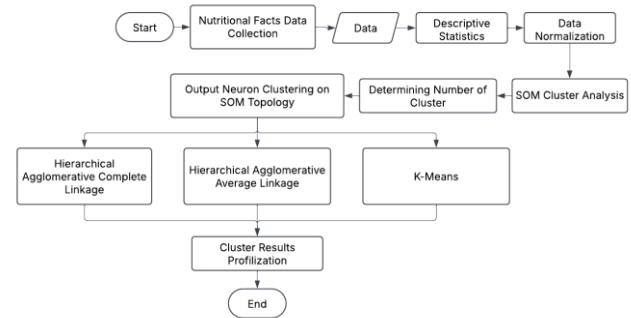 Start
Nutritional Facts Data
Collection
Data
Descriptive
Statistics
Data
Normalization
SOM Cluster Analysis
Determining Number of
Cluster
Output Neuron Clustering on
SOM Topology
Hierarchical
Agglomerative Complete
Linkage
Hierarchical Agglomerative
Average Linkage
K-Means
Cluster Results
Profilization
End